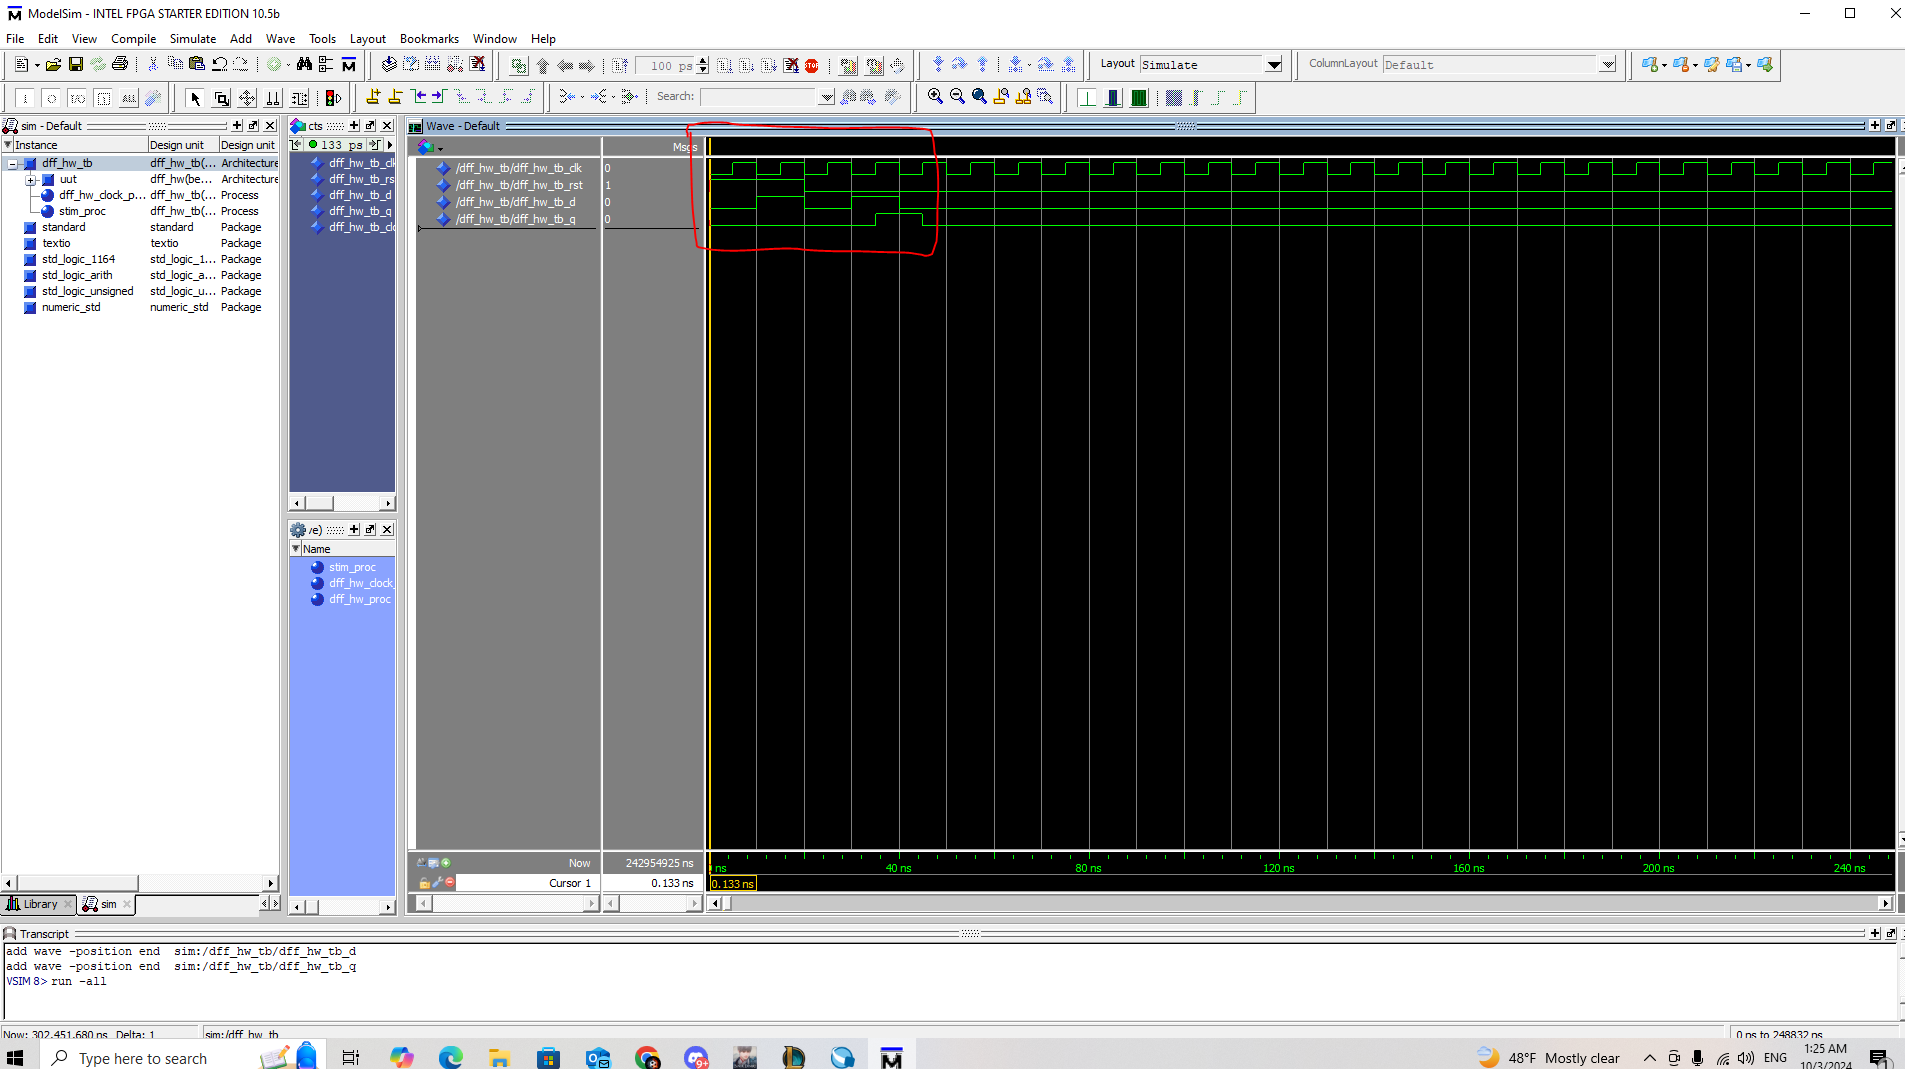 ModelSim - INTEL FPGA STARTER EDITION 10.5b
File Edit View Compile Simulate Add Wave Tools Layout Bookmarks Window Help
100 ps
Layout Simulate
ColumnLayout Default
Search:
sim - Default
Instance Design unit Design unit
dff_hw_tb dff_hw_tb(... Architecture
uut dff_hw(be... Architecture
dff_hw_clock_p... dff_hw_tb(... Process
stim_proc dff_hw_tb(... Process
standard standard Package
textio textio Package
std_logic_1164 std_logic_1... Package
std_logic_arith std_logic_a... Package
std_logic_unsigned std_logic_u... Package
numeric_std numeric_std Package
Library sim
cts
133 ps
dff_hw_tb_cl
dff_hw_tb_rs
dff_hw_tb_d
dff_hw_tb_q
dff_hw_tb_clo
ve)
Name
stim_proc
dff_hw_clock_
dff_hw_proc
Wave - Default
Msgs
/dff_hw_tb/dff_hw_tb_clk 0
/dff_hw_tb/dff_hw_tb_rst 1
/dff_hw_tb/dff_hw_tb_d 0
/dff_hw_tb/dff_hw_tb_q 0
Now 242954925 ns
ns 40 ns 80 ns 120 ns 160 ns 200 ns 240 ns
Cursor 1 0.133 ns
0.133 ns
Transcript
add wave -position end sim:/dff_hw_tb/dff_hw_tb_d
add wave -position end sim:/dff_hw_tb/dff_hw_tb_q
VSIM 8> run -all
Now: 302,451,680 ns Delta: 1 sim:/dff_hw_tb 0 ns to 248832 ns
Type here to search
48°F Mostly clear
ENG
1:25 AM
10/3/2024